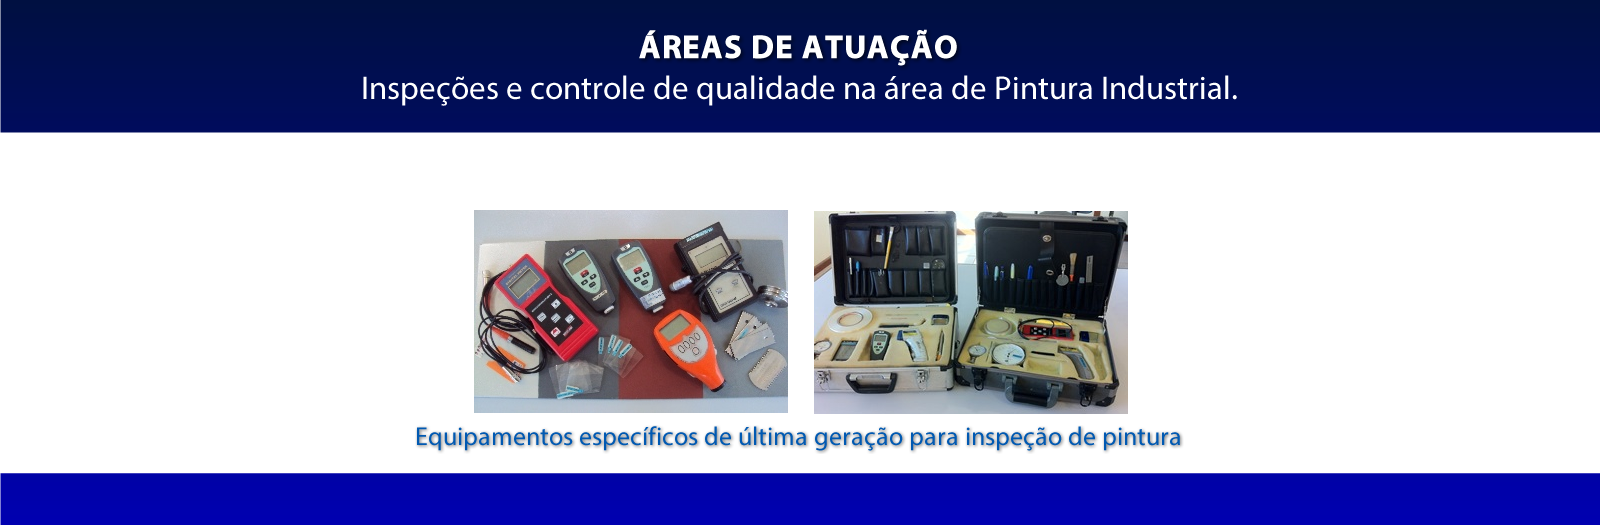 ÁREAS DE ATUAÇÃO
Inspeções e controle de qualidade na área de Pintura Industrial.
Equipamentos específicos de última geração para inspeção de pintura